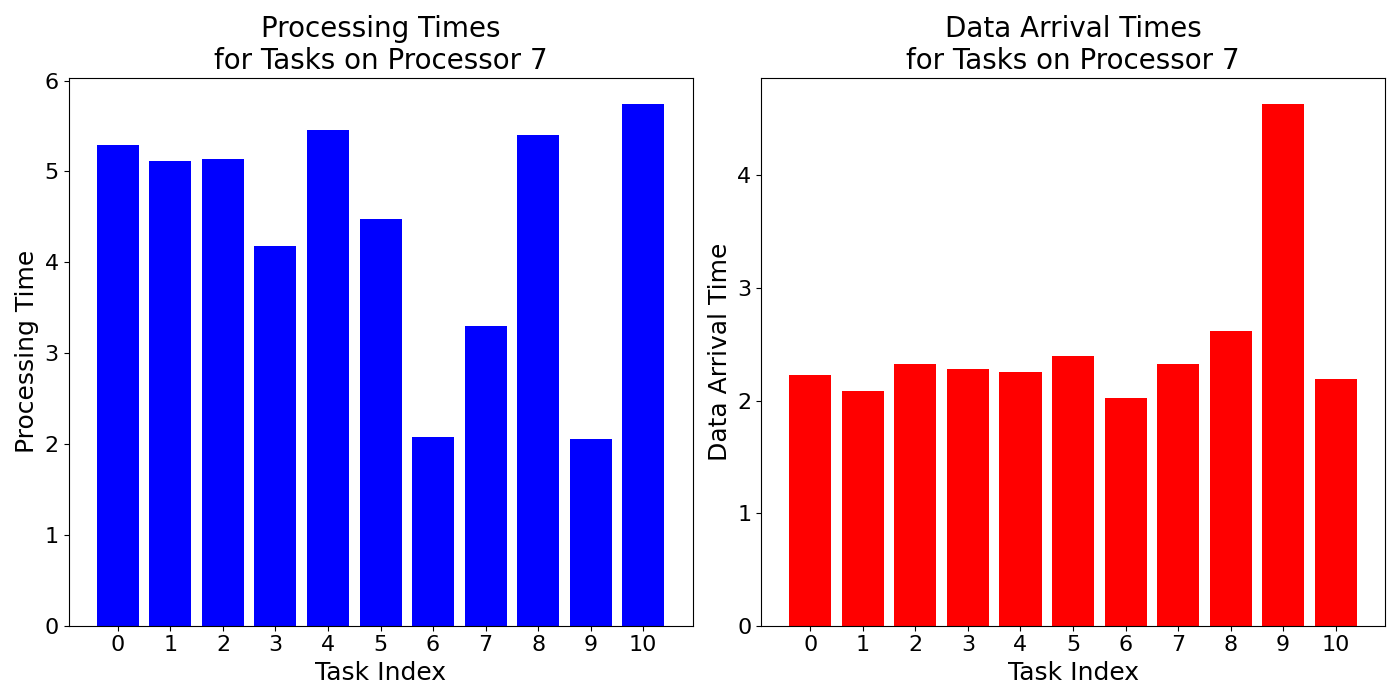 Processing Times
for Tasks on Processor 7
Processing Time
6
5
4
3
2
1
0
0 1 2 3 4 5 6 7 8 9 10
Task Index
Data Arrival Times
for Tasks on Processor 7
Data Arrival Time
4
3
2
1
0
0 1 2 3 4 5 6 7 8 9 10
Task Index